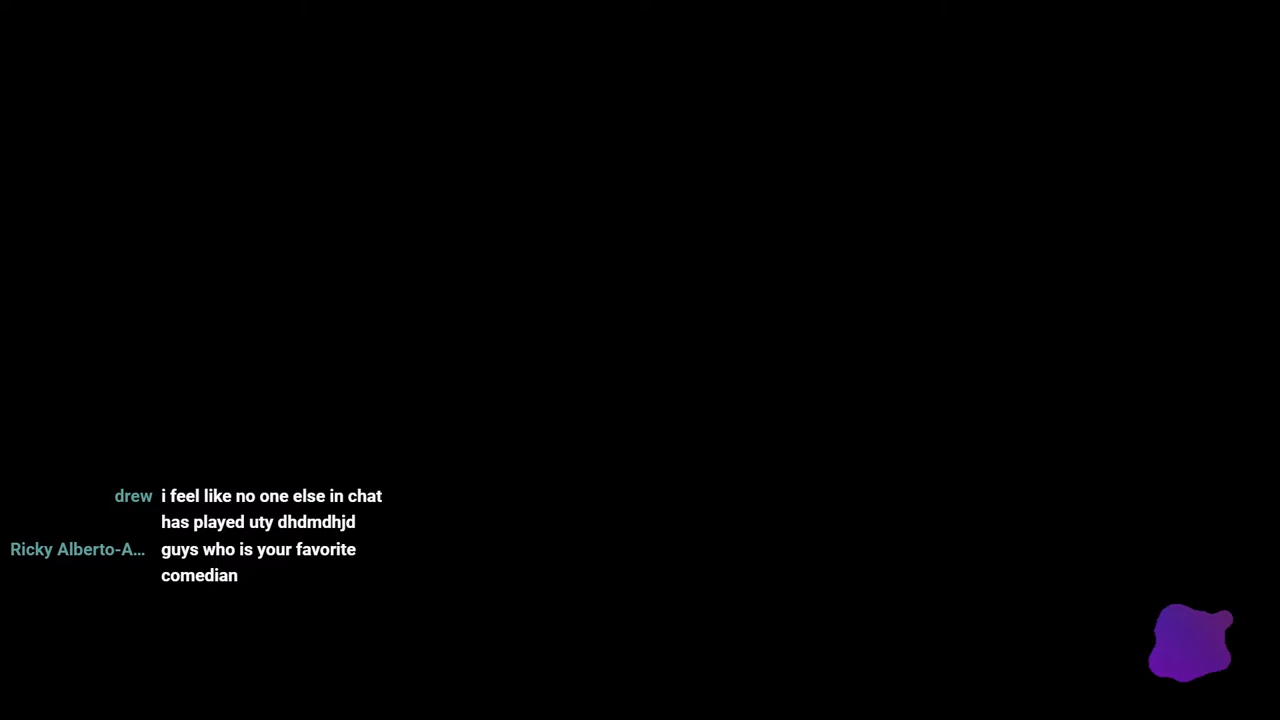 drew i feel like no one else in chat
has played uty dhdmdhjd
Ricky Alberto-A... guys who is your favorite
comedian